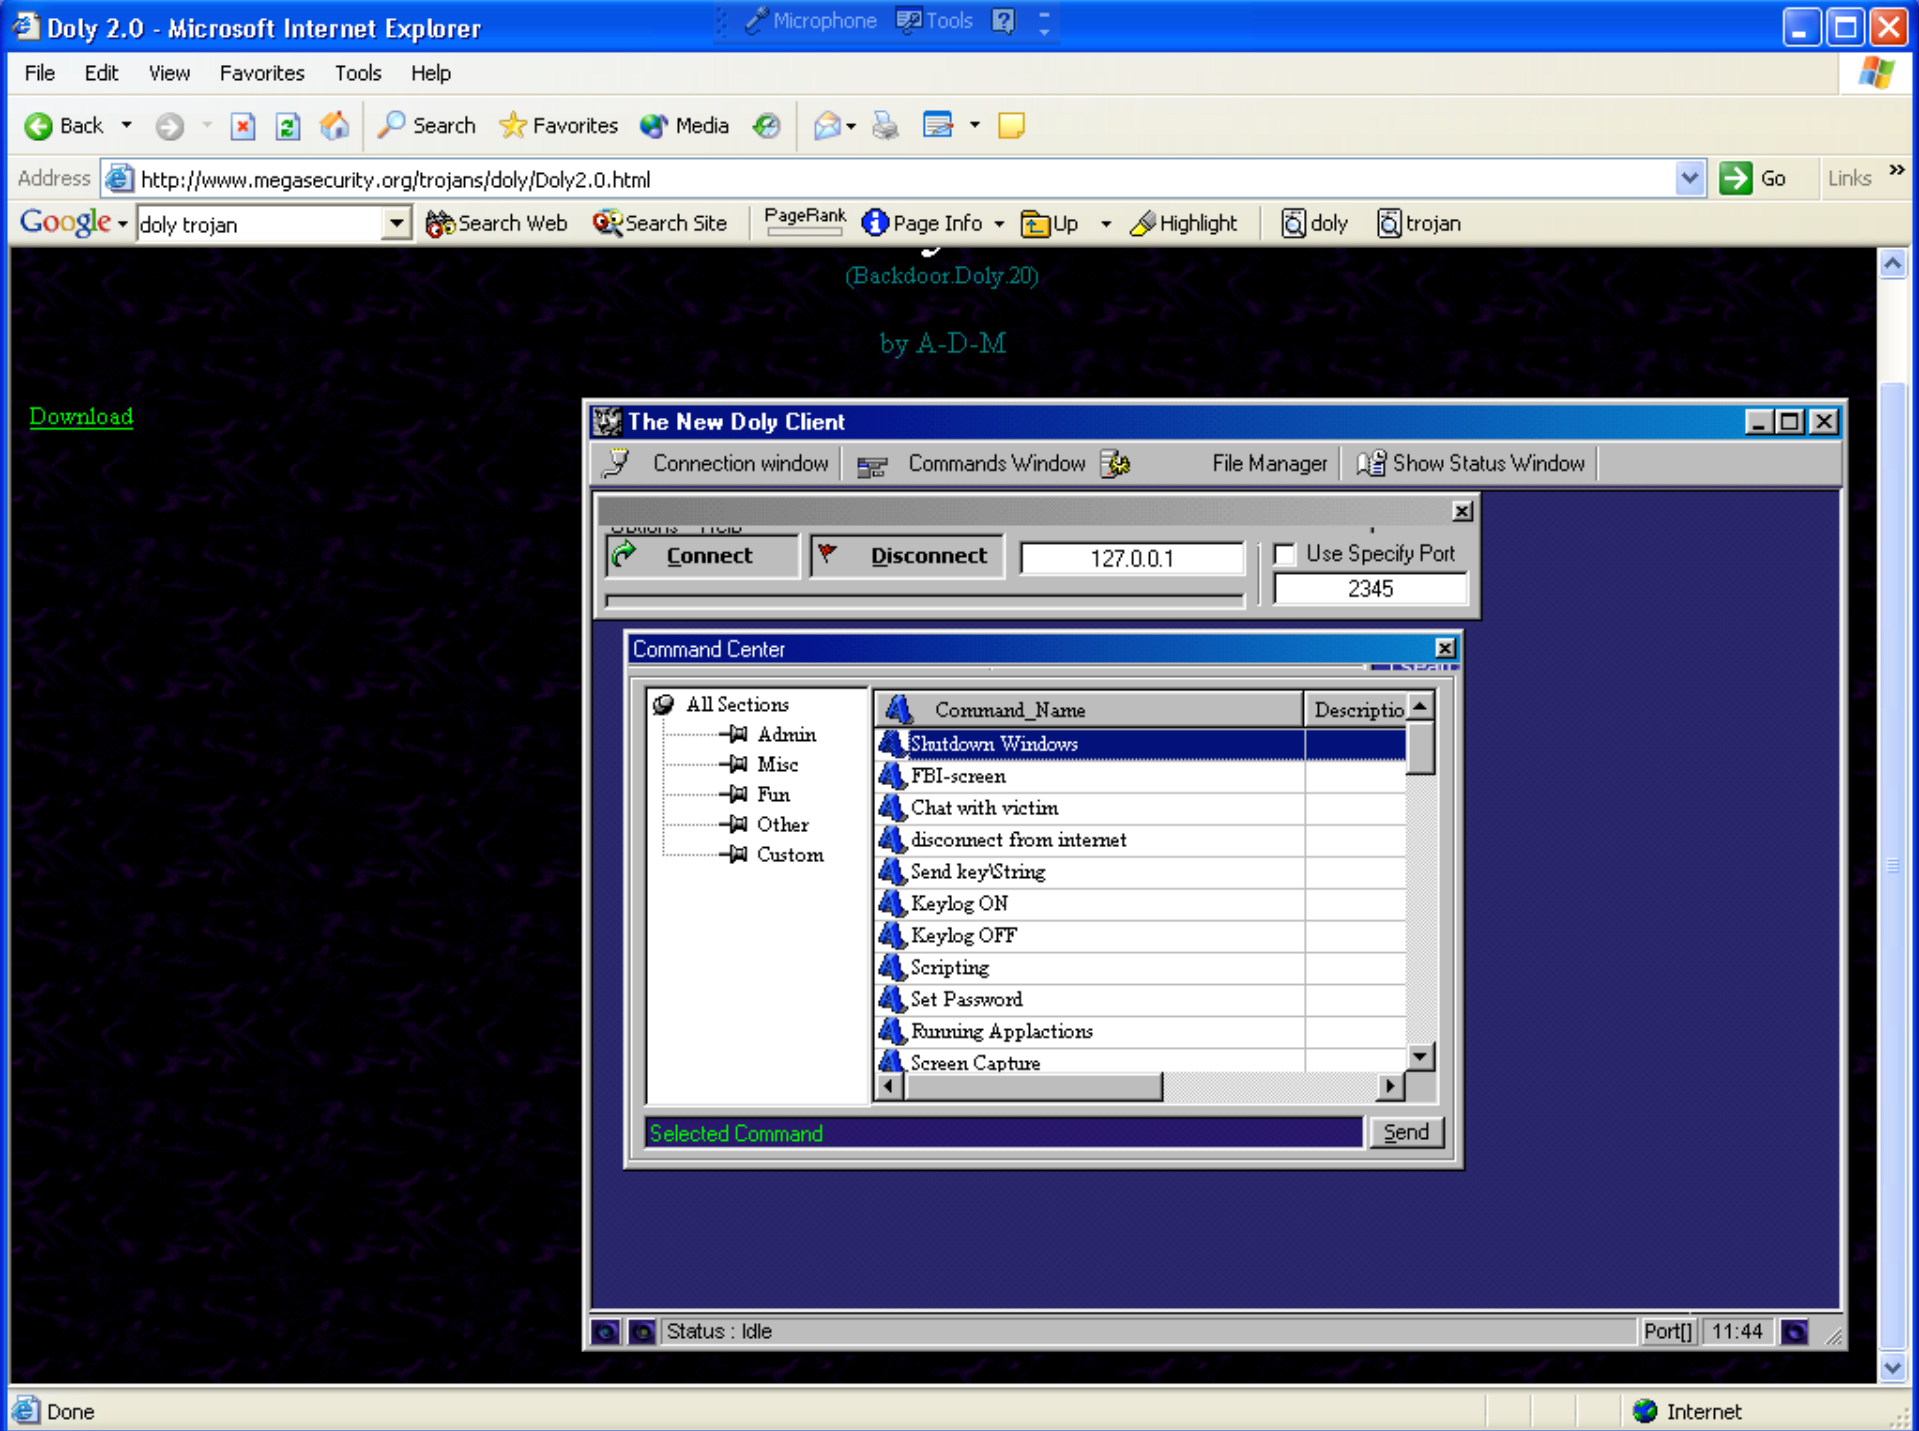 Doly 2.0 - Microsoft Internet Explorer
Microphone Tools
File Edit View Favorites Tools Help
Back Search Favorites Media
Address http://www.megasecurity.org/trojans/doly/Doly2.0.html Go Links »
Google doly trojan Search Web Search Site PageRank Page Info Up Highlight doly trojan
(Backdoor.Doly.20)
by A-D-M
Download
The New Doly Client
Connection window Commands Window File Manager Show Status Window
Options Help
Connect Disconnect 127.0.0.1 Use Specify Port
2345
Command Center
All Sections
Admin
Misc
Fun
Other
Custom
Command_Name Descriptio
Shutdown Windows
FBI-screen
Chat with victim
disconnect from internet
Send key\String
Keylog ON
Keylog OFF
Scripting
Set Password
Running Applactions
Screen Capture
Selected Command Send
Status : Idle Port[] 11:44
Done Internet